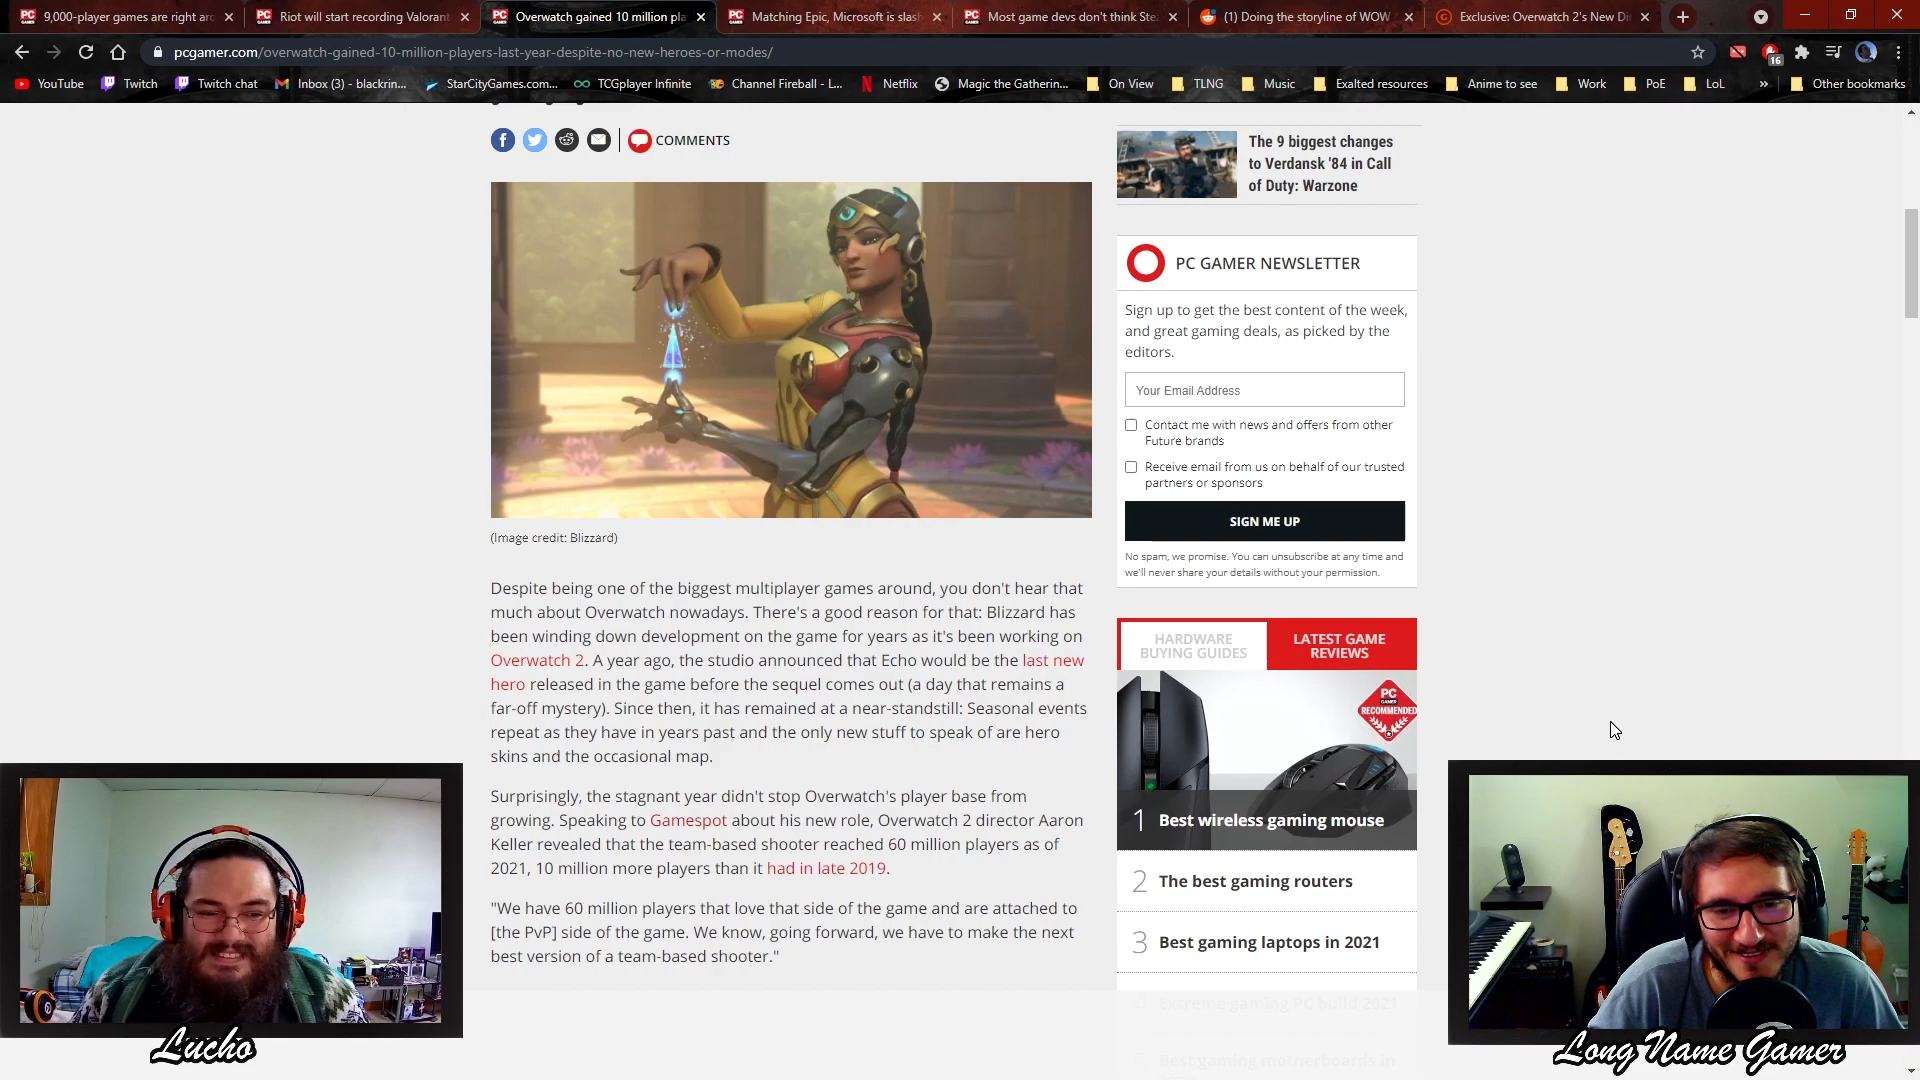 9,000-player games are right aro
Riot will start recording Valorant
Overwatch gained 10 million pla
Matching Epic, Microsoft is slash
Most game devs don't think Stea
(1) Doing the storyline of WOW
Exclusive: Overwatch 2's New Di
pcgamer.com/overwatch-gained-10-million-players-last-year-despite-no-new-heroes-or-modes/
16
YouTube
Twitch
Twitch chat
Inbox (3) - blackrin...
StarCityGames.com...
TCGplayer Infinite
Channel Fireball - L...
Netflix
Magic the Gatherin...
On View
TLNG
Music
Exalted resources
Anime to see
Work
PoE
LoL
»
Other bookmarks
COMMENTS
(Image credit: Blizzard)
Despite being one of the biggest multiplayer games around, you don't hear that
much about Overwatch nowadays. There's a good reason for that: Blizzard has
been winding down development on the game for years as it's been working on
Overwatch 2. A year ago, the studio announced that Echo would be the last new
hero released in the game before the sequel comes out (a day that remains a
far-off mystery). Since then, it has remained at a near-standstill: Seasonal events
repeat as they have in years past and the only new stuff to speak of are hero
skins and the occasional map.
Surprisingly, the stagnant year didn't stop Overwatch's player base from
growing. Speaking to Gamespot about his new role, Overwatch 2 director Aaron
Keller revealed that the team-based shooter reached 60 million players as of
2021, 10 million more players than it had in late 2019.
"We have 60 million players that love that side of the game and are attached to
[the PvP] side of the game. We know, going forward, we have to make the next
best version of a team-based shooter."
The 9 biggest changes
to Verdansk '84 in Call
of Duty: Warzone
PC GAMER NEWSLETTER
Sign up to get the best content of the week,
and great gaming deals, as picked by the
editors.
Your Email Address
Contact me with news and offers from other
Future brands
Receive email from us on behalf of our trusted
partners or sponsors
SIGN ME UP
No spam, we promise. You can unsubscribe at any time and
we'll never share your details without your permission.
HARDWARE
BUYING GUIDES
LATEST GAME
REVIEWS
PC
GAMER
RECOMMENDED
1 Best wireless gaming mouse
2 The best gaming routers
3 Best gaming laptops in 2021
Extreme gaming PC build 2021
Best gaming motherboards in
Lucho
Long Name Gamer